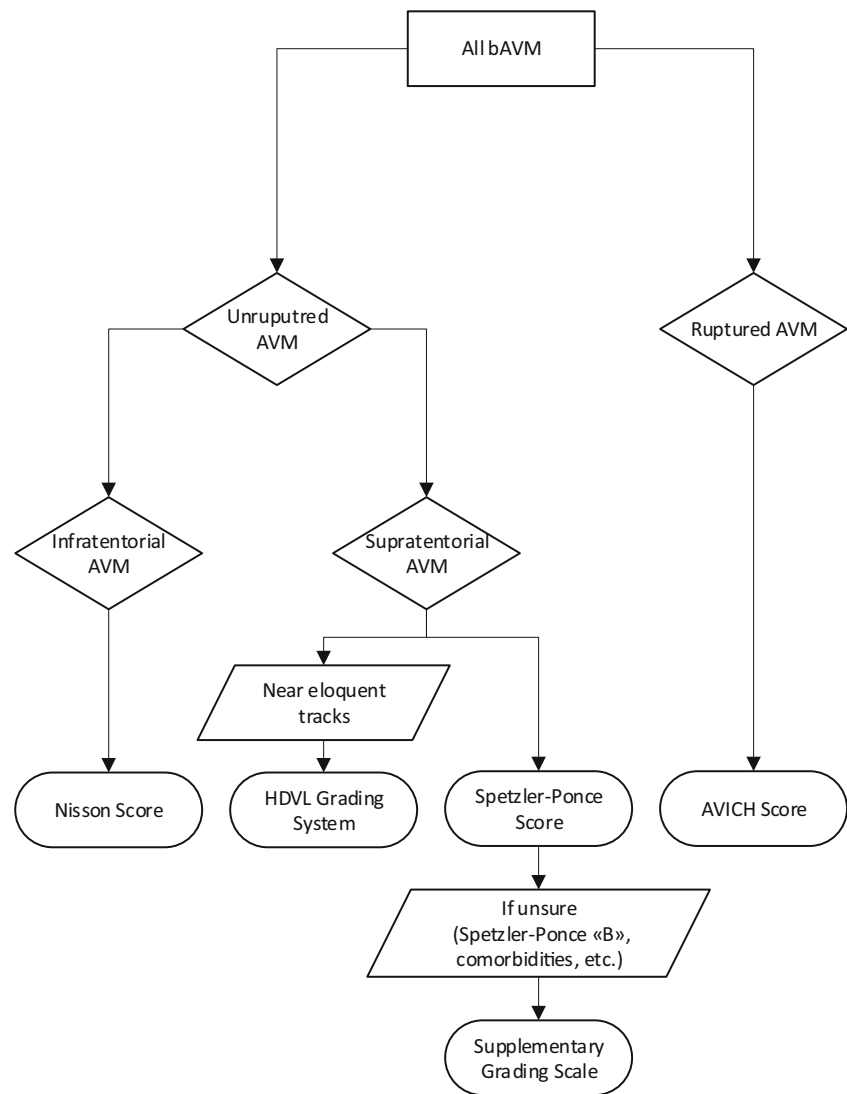 All bAVM
Unruputred
AVM
Ruptured AVM
Infratentorial
AVM
Supratentorial
AVM
Near eloquent
tracks
Nisson Score
HDVL Grading
System
Spetzler-Ponce
Score
AVICH Score
If unsure
(Spetzler-Ponce «B»,
comorbidities, etc.)
Supplementary
Grading Scale